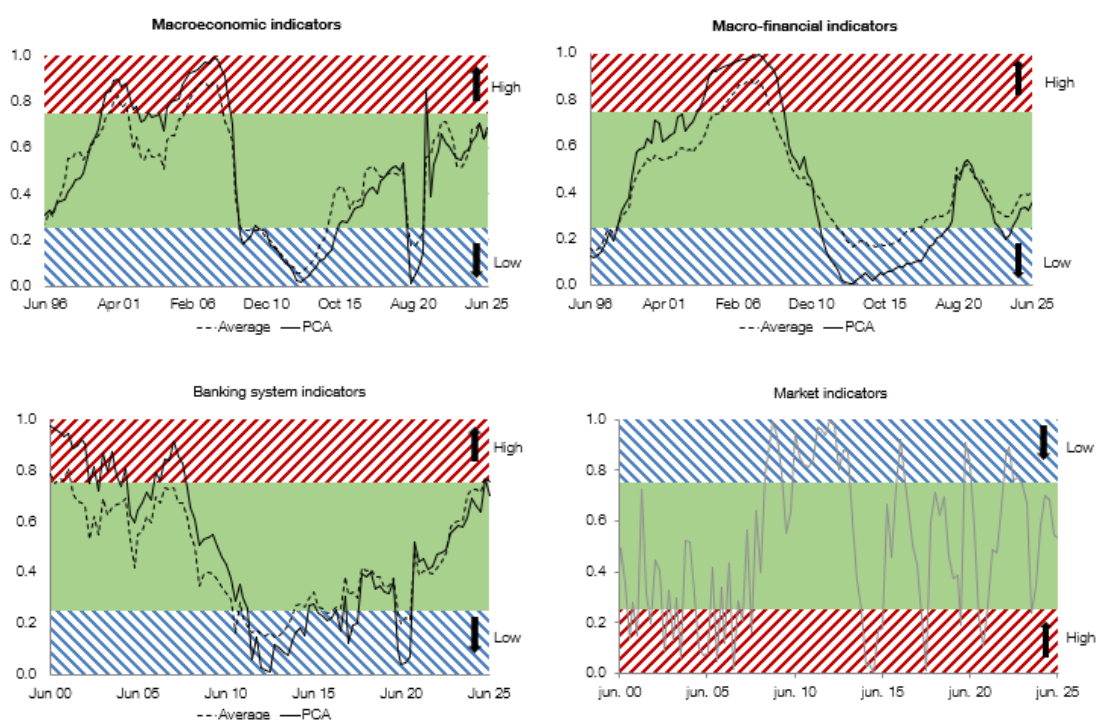 Macroeconomic indicators
1.0
0.8
0.6
0.4
0.2
0.0
High
Low
Jun 96 Apr 01 Feb 06 Dec 10 Oct 15 Aug 20 Jun 25
Average PCA
Macro-financial indicators
1.0
0.8
0.6
0.4
0.2
0.0
High
Low
Jun 96 Apr 01 Feb 06 Dec 10 Oct 15 Aug 20 Jun 25
Average PCA
Banking system indicators
1.0
0.8
0.6
0.4
0.2
0.0
High
Low
Jun 00 Jun 05 Jun 10 Jun 15 Jun 20 Jun 25
Average PCA
Market indicators
1.0
0.8
0.6
0.4
0.2
0.0
Low
High
jun. 00 jun. 05 jun. 10 jun. 15 jun. 20 jun. 25